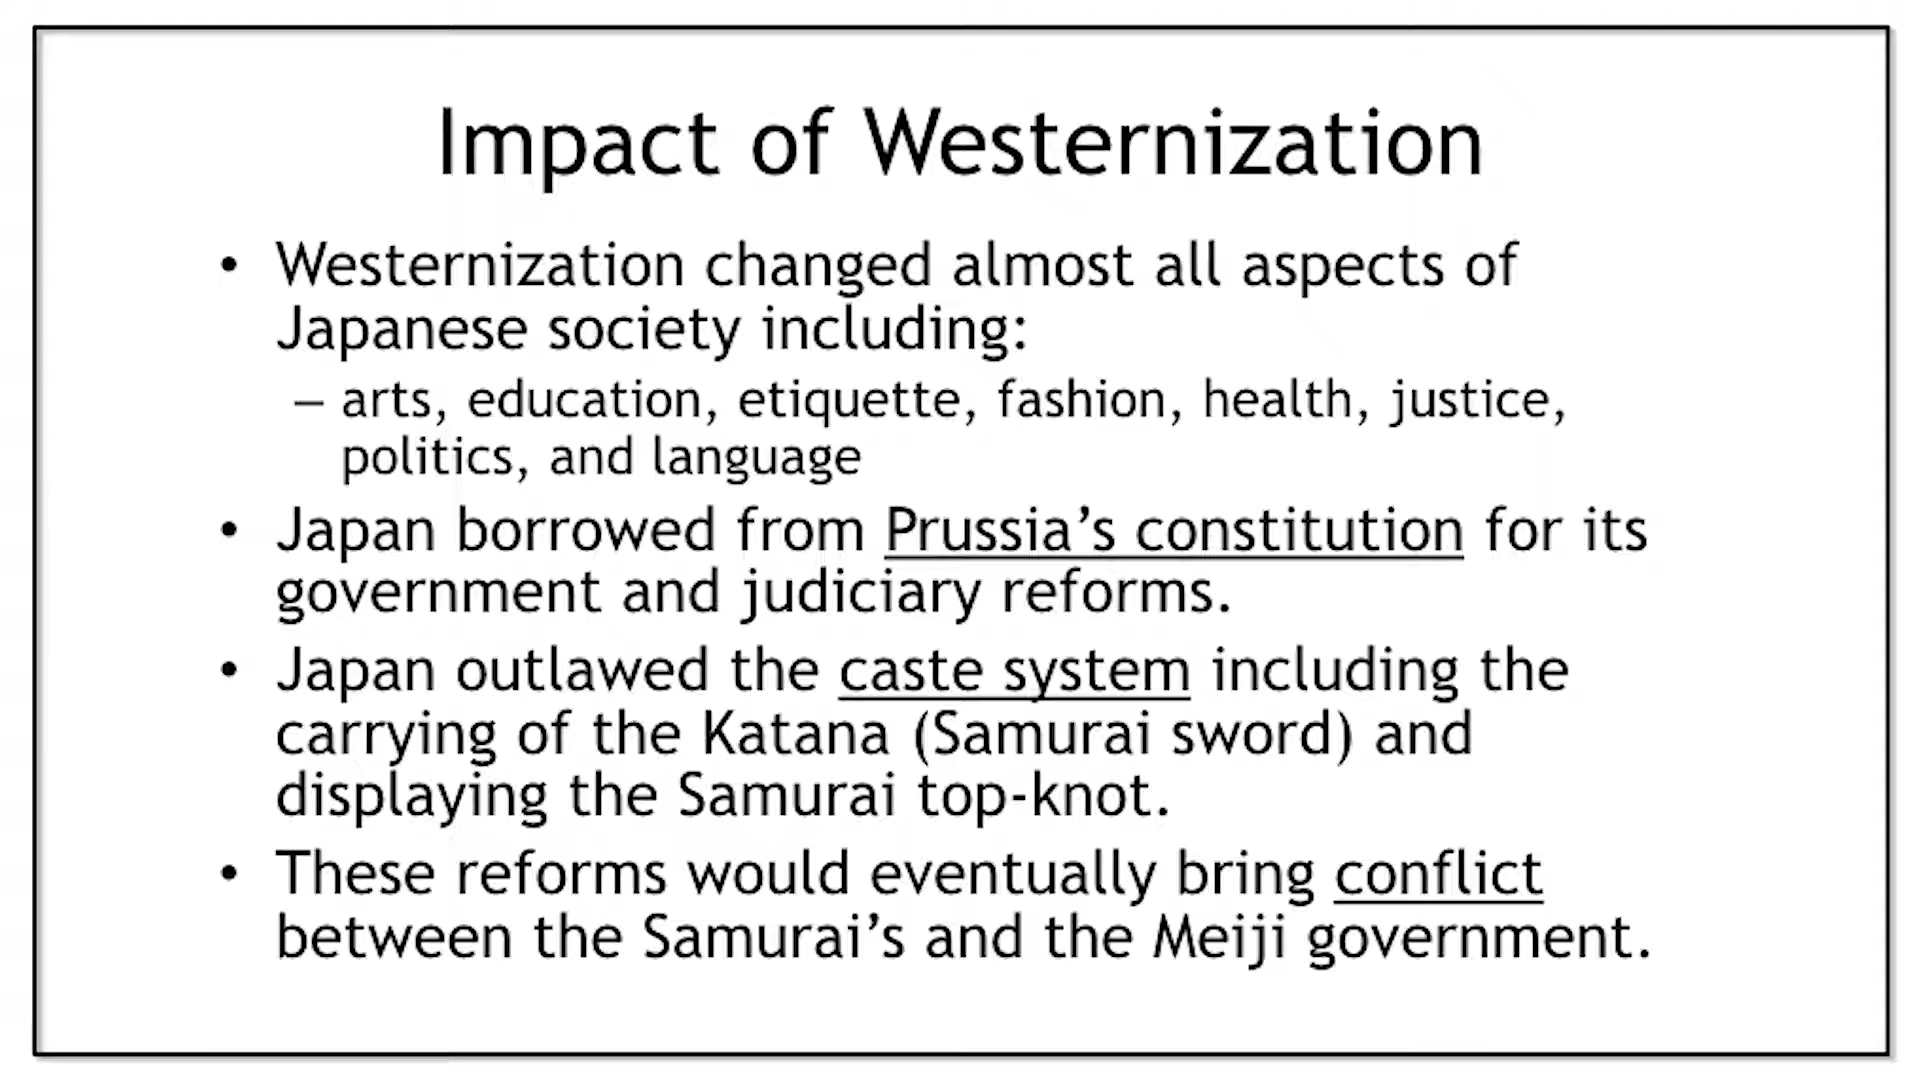 Impact of Westernization
• Westernization changed almost all aspects of
Japanese society including:
– arts, education, etiquette, fashion, health, justice,
politics, and language
• Japan borrowed from Prussia’s constitution for its
government and judiciary reforms.
• Japan outlawed the caste system including the
carrying of the Katana (Samurai sword) and
displaying the Samurai top-knot.
• These reforms would eventually bring conflict
between the Samurai’s and the Meiji government.